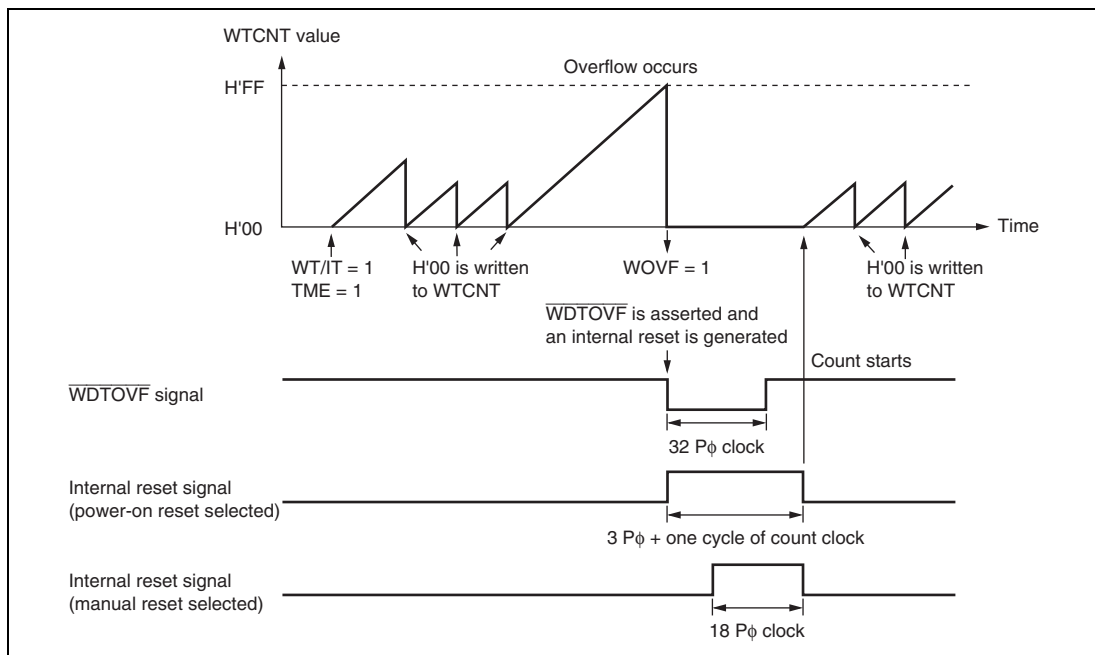 WTCNT value
Overflow occurs
H'FF
H'00
Time
WT/IT = 1
TME = 1
H'00 is written
to WTCNT
WOVF = 1
H'00 is written
to WTCNT
WDTOVF is asserted and
an internal reset is generated
Count starts
WDTOVF signal
32 Pϕ clock
Internal reset signal
(power-on reset selected)
3 Pϕ + one cycle of count clock
Internal reset signal
(manual reset selected)
18 Pϕ clock